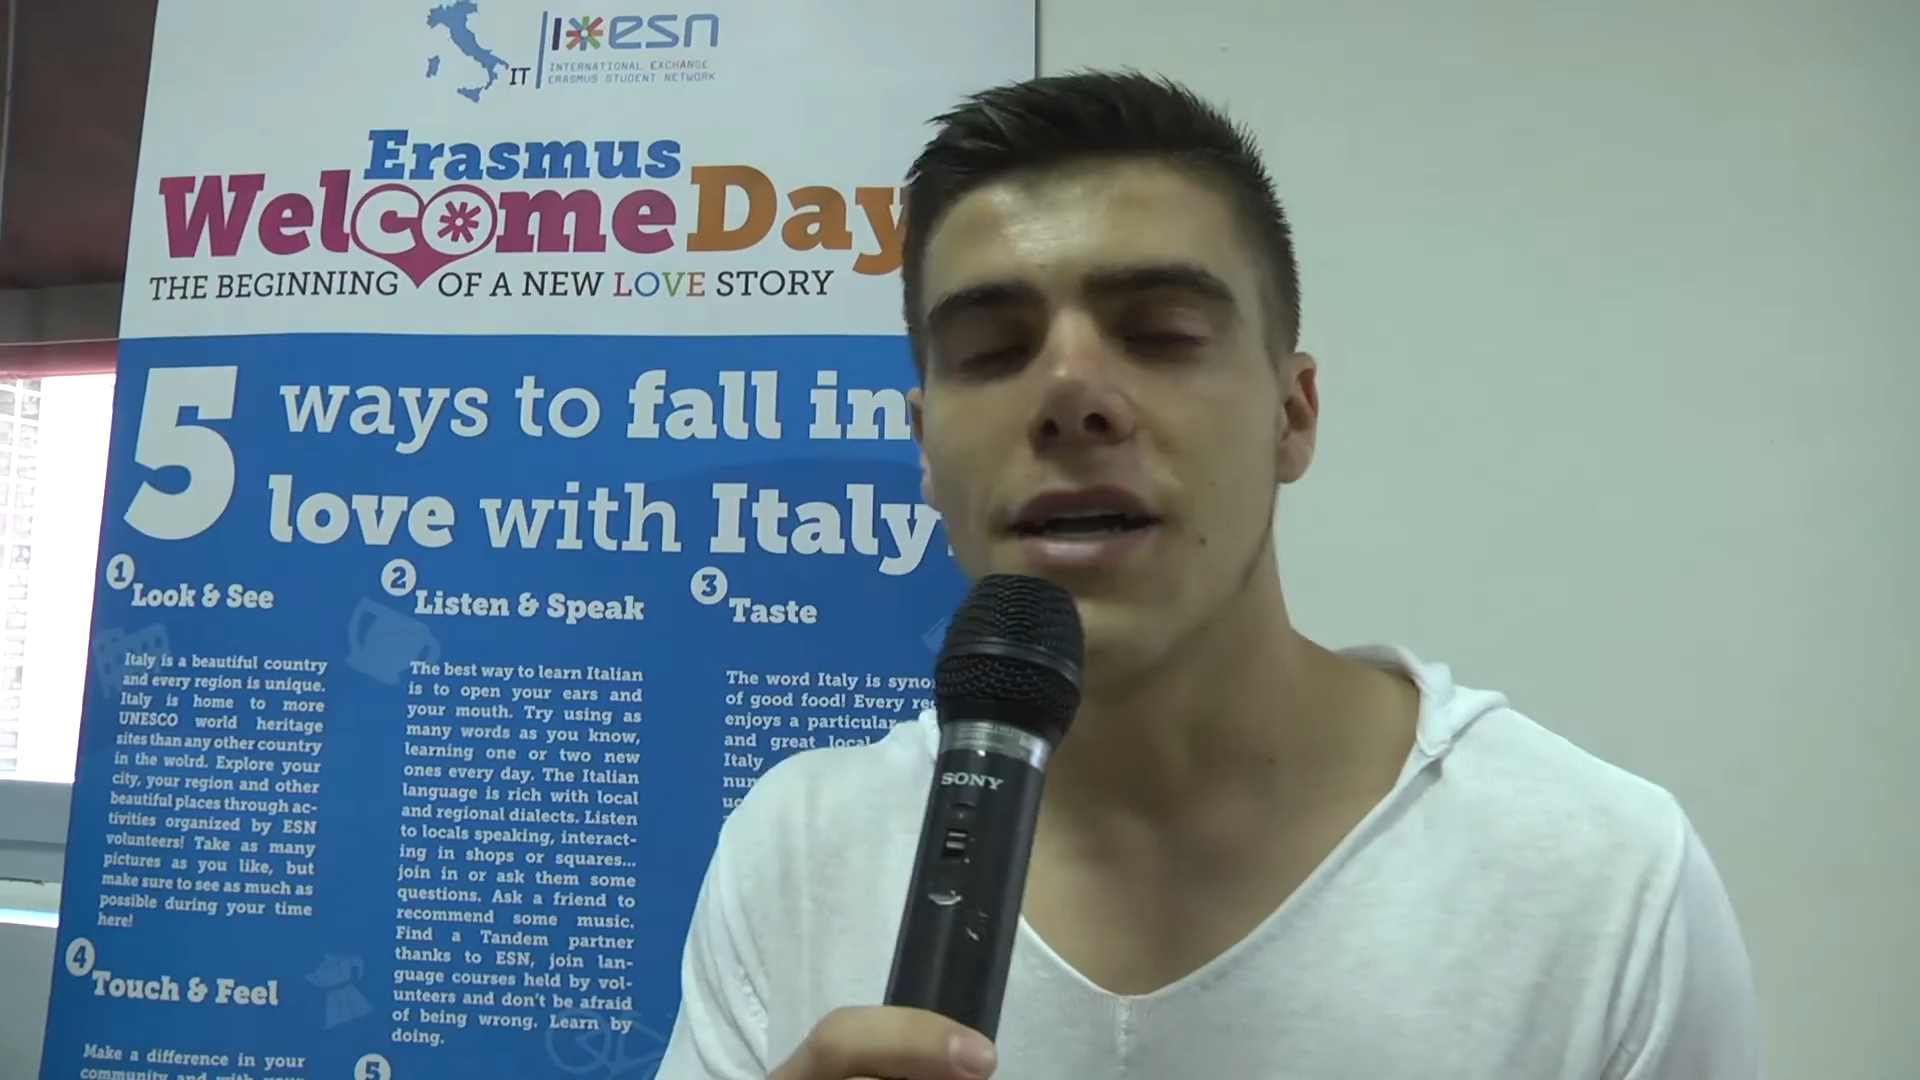 IT
esn
INTERNATIONAL EXCHANGE
ERASMUS STUDENT NETWORK
Erasmus
Welcome Day
THE BEGINNING OF A NEW LOVE STORY
5 ways to fall in
love with Italy
1
Look & See
Italy is a beautiful country
and every region is unique.
Italy is home to more
UNESCO world heritage
sites than any other country
in the wolrd. Explore your
city, your region and other
beautiful places through ac-
tivities organized by ESN
volunteers! Take as many
pictures as you like, but
make sure to see as much as
possible during your time
here!
2
Listen & Speak
The best way to learn Italian
is to open your ears and
your mouth. Try using as
many words as you know,
learning one or two new
ones every day. The Italian
language is rich with local
and regional dialects. Listen
to locals speaking, interact-
ing in shops or squares...
join in or ask them some
questions. Ask a friend to
recommend some music.
Find a Tandem partner
thanks to ESN, join lan-
guage courses held by vol-
unteers and don't be afraid
of being wrong. Learn by
doing.
3
Taste
The word Italy is syno
of good food! Every re
enjoys a particular
and great local
Italy
4
Touch & Feel
Make a difference in your
community and with
5
SONY